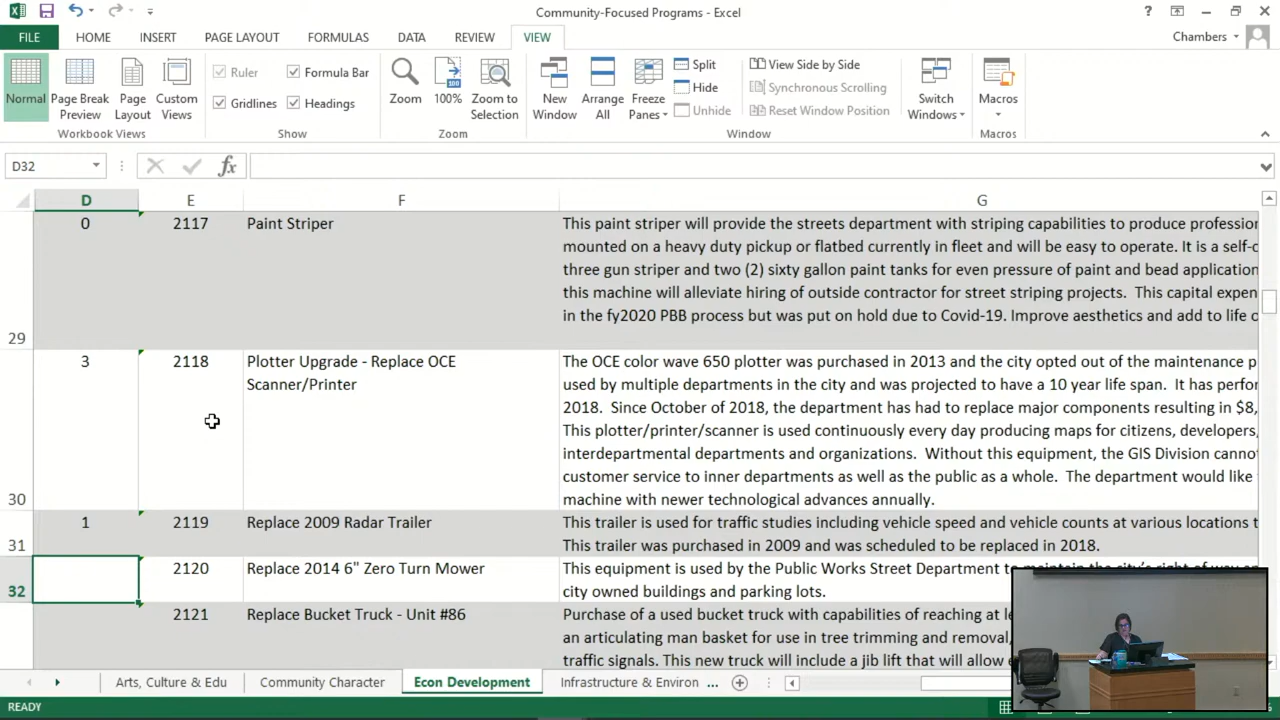 Community-Focused Programs - Excel
FILE HOME INSERT PAGE LAYOUT FORMULAS DATA REVIEW VIEW Chambers
Normal Page Break Preview Page Layout Custom Views
Workbook Views
Ruler Formula Bar
Gridlines Headings
Show
Zoom 100% Zoom to Selection
Zoom
New Window Arrange All Freeze Panes
Split
Hide
Unhide
View Side by Side
Synchronous Scrolling
Reset Window Position
Window
Switch Windows
Macros
Macros
D32 fx
D E F G
0 2117 Paint Striper This paint striper will provide the streets department with striping capabilities to produce profession
mounted on a heavy duty pickup or flatbed currently in fleet and will be easy to operate. It is a self-c
three gun striper and two (2) sixty gallon paint tanks for even pressure of paint and bead application
this machine will alleviate hiring of outside contractor for street striping projects. This capital expen
in the fy2020 PBB process but was put on hold due to Covid-19. Improve aesthetics and add to life o
29
3 2118 Plotter Upgrade - Replace OCE The OCE color wave 650 plotter was purchased in 2013 and the city opted out of the maintenance p
Scanner/Printer used by multiple departments in the city and was projected to have a 10 year life span. It has perfor
2018. Since October of 2018, the department has had to replace major components resulting in $8,
This plotter/printer/scanner is used continuously every day producing maps for citizens, developers,
interdepartmental departments and organizations. Without this equipment, the GIS Division canno
customer service to inner departments as well as the public as a whole. The department would like
30 machine with newer technological advances annually.
1 2119 Replace 2009 Radar Trailer This trailer is used for traffic studies including vehicle speed and vehicle counts at various locations t
31 This trailer was purchased in 2009 and was scheduled to be replaced in 2018.
2120 Replace 2014 6" Zero Turn Mower This equipment is used by the Public Works Street Department to maintain the city's right of way
32 city owned buildings and parking lots.
2121 Replace Bucket Truck - Unit #86 Purchase of a used bucket truck with capabilities of reaching at le
an articulating man basket for use in tree trimming and removal,
traffic signals. This new truck will include a jib lift that will allow
Arts, Culture & Edu Community Character Econ Development Infrastructure & Environ ...
READY